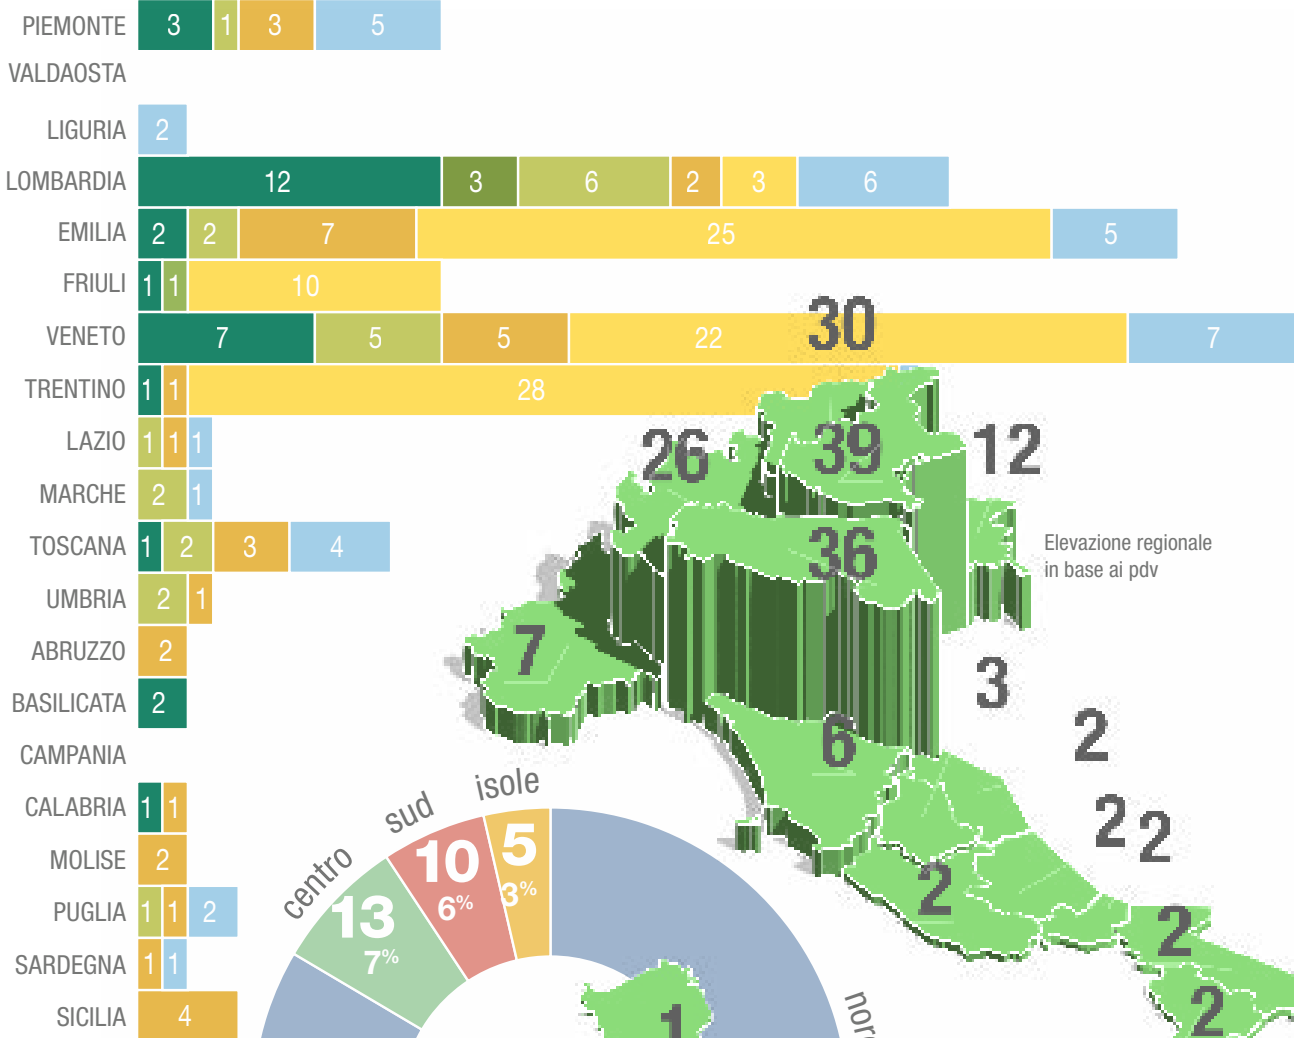 PIEMONTE 3 1 3 5
VALDAOSTA
LIGURIA 2
LOMBARDIA 12 3 6 2 3 6
EMILIA 2 2 7 25 5
FRIULI 1 1 10
VENETO 7 5 5 22 7
TRENTINO 1 1 28
LAZIO 1 1 1
MARCHE 2 1
TOSCANA 1 2 3 4
UMBRIA 2 1
ABRUZZO 2
BASILICATA 2
CAMPANIA
CALABRIA 1 1
MOLISE 2
PUGLIA 1 1 2
SARDEGNA 1 1
SICILIA 4
30
26 39 12
36
Elevazione regionale
in base ai pdv
7
3
6
2
2
2
2
2
2
1
centro
13
7%
sud
10
6%
isole
5
3%